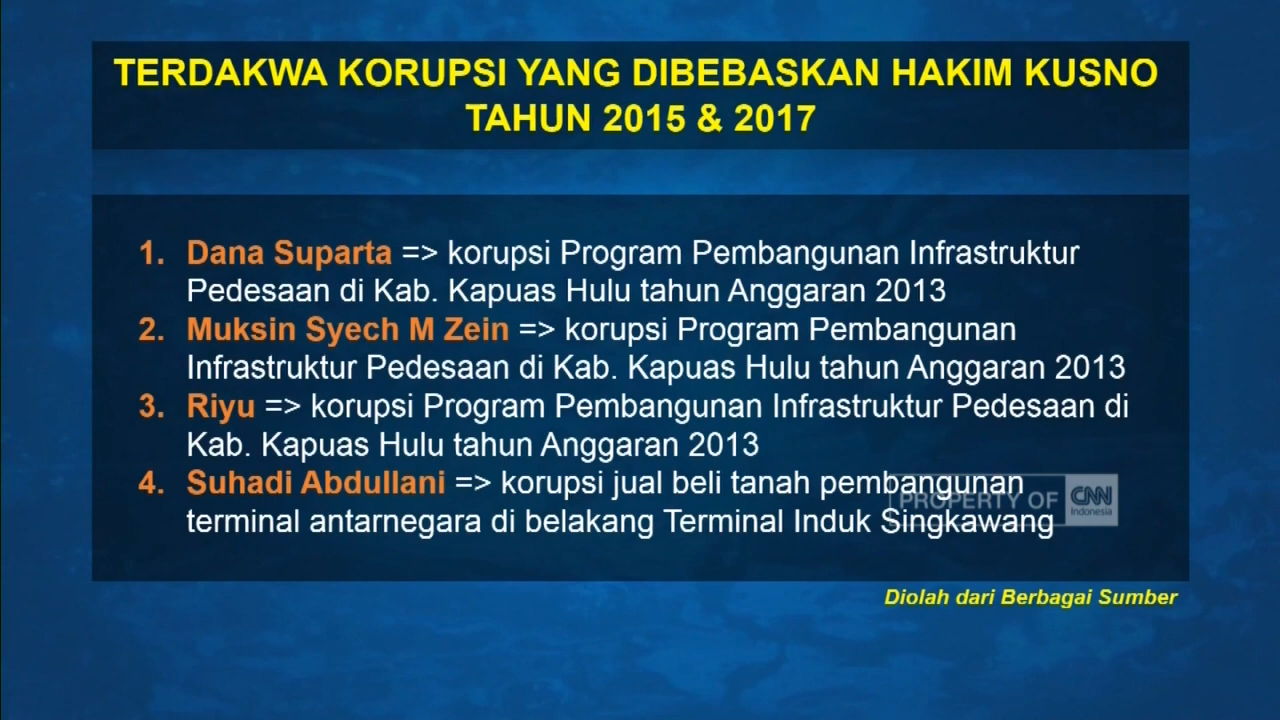 TERDAKWA KORUPSI YANG DIBEBASKAN HAKIM KUSNO
TAHUN 2015 & 2017
1. Dana Suparta => korupsi Program Pembangunan Infrastruktur
Pedesaan di Kab. Kapuas Hulu tahun Anggaran 2013
2. Muksin Syech M Zein => korupsi Program Pembangunan
Infrastruktur Pedesaan di Kab. Kapuas Hulu tahun Anggaran 2013
3. Riyu => korupsi Program Pembangunan Infrastruktur Pedesaan di
Kab. Kapuas Hulu tahun Anggaran 2013
4. Suhadi Abdullani => korupsi jual beli tanah pembangunan
terminal antarnegara di belakang Terminal Induk Singkawang
PROPERTY OF CNN Indonesia
Diolah dari Berbagai Sumber